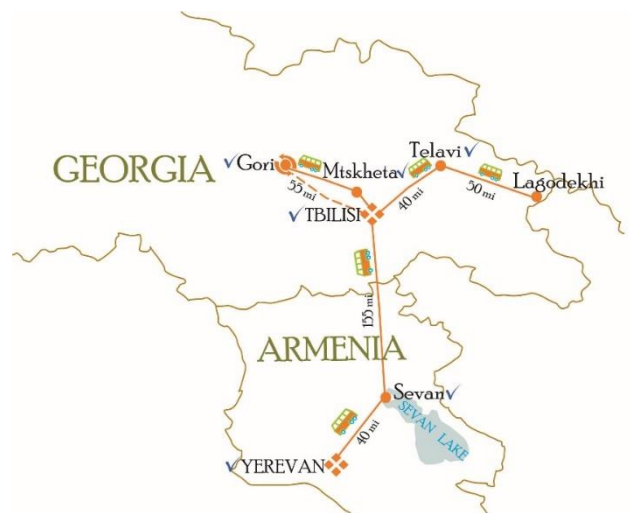 Telavi
GEORGIA
Gori
Mtskheta
Lagodekhi
55 mi
TBILISI
40 mi
50 mi
155 mi
ARMENIA
Sevan
SEVAN LAKE
40 mi
YEREVAN